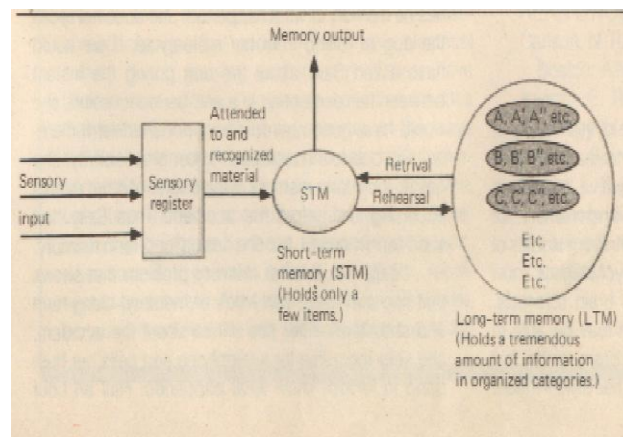 Memory output
Attended
to and
recognized
material
Sensory
input
Sensory
register
STM
Retrival
Rehearsal
Short-term
memory (STM)
(Holds only a
few items.)
A, A', A'', etc.
B, B', B'', etc.
C, C', C'', etc.
Etc.
Etc.
Etc.
Long-term memory (LTM)
(Holds a tremendous
amount of information
in organized categories.)